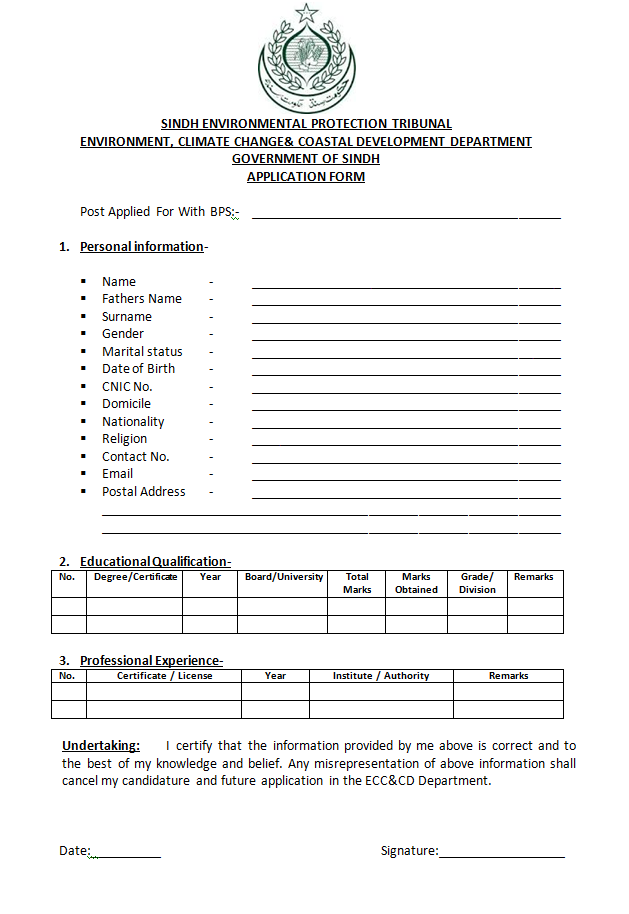 SINDH ENVIRONMENTAL PROTECTION TRIBUNAL
ENVIRONMENT, CLIMATE CHANGE& COASTAL DEVELOPMENT DEPARTMENT
GOVERNMENT OF SINDH
APPLICATION FORM
Post Applied For With BPS:-
1. Personal information-
Name -
Fathers Name -
Surname -
Gender -
Marital status -
Date of Birth -
CNIC No. -
Domicile -
Nationality -
Religion -
Contact No. -
Email -
Postal Address -
2. Educational Qualification-
No. Degree/Certificate Year Board/University Total Marks Marks Obtained Grade/ Division Remarks
3. Professional Experience-
No. Certificate / License Year Institute / Authority Remarks
Undertaking: I certify that the information provided by me above is correct and to
the best of my knowledge and belief. Any misrepresentation of above information shall
cancel my candidature and future application in the ECC&CD Department.
Date: Signature: